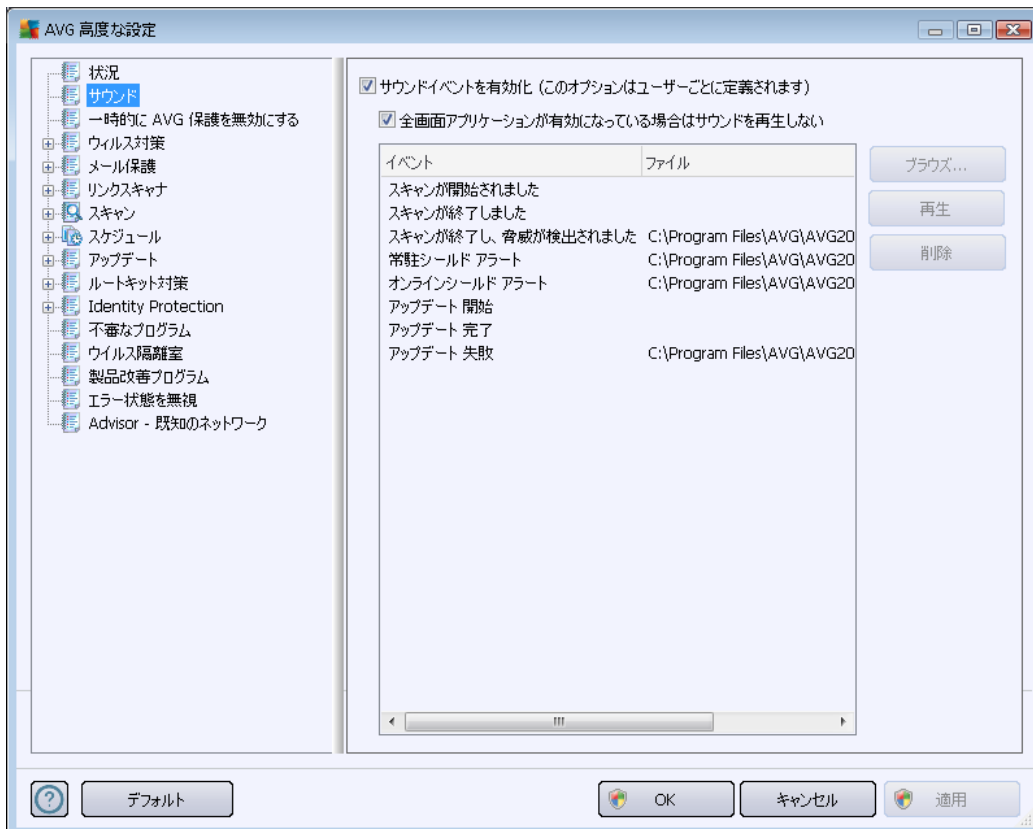 AVG 高度な設定
状況
サウンド
一時的に AVG 保護を無効にする
ウィルス対策
メール保護
リンクスキャナ
スキャン
スケジュール
アップデート
ルートキット対策
Identity Protection
不審なプログラム
ウイルス隔離室
製品改善プログラム
エラー状態を無視
Advisor - 既知のネットワーク
サウンドイベントを有効化 (このオプションはユーザーごとに定義されます)
全画面アプリケーションが有効になっている場合はサウンドを再生しない
イベント ファイル
スキャンが開始されました
スキャンが終了しました
スキャンが終了し、脅威が検出されました C:\Program Files\AVG\AVG20
常駐シールド アラート C:\Program Files\AVG\AVG20
オンラインシールド アラート C:\Program Files\AVG\AVG20
アップデート 開始
アップデート 完了
アップデート 失敗 C:\Program Files\AVG\AVG20
ブラウズ...
再生
削除
デフォルト OK キャンセル 適用